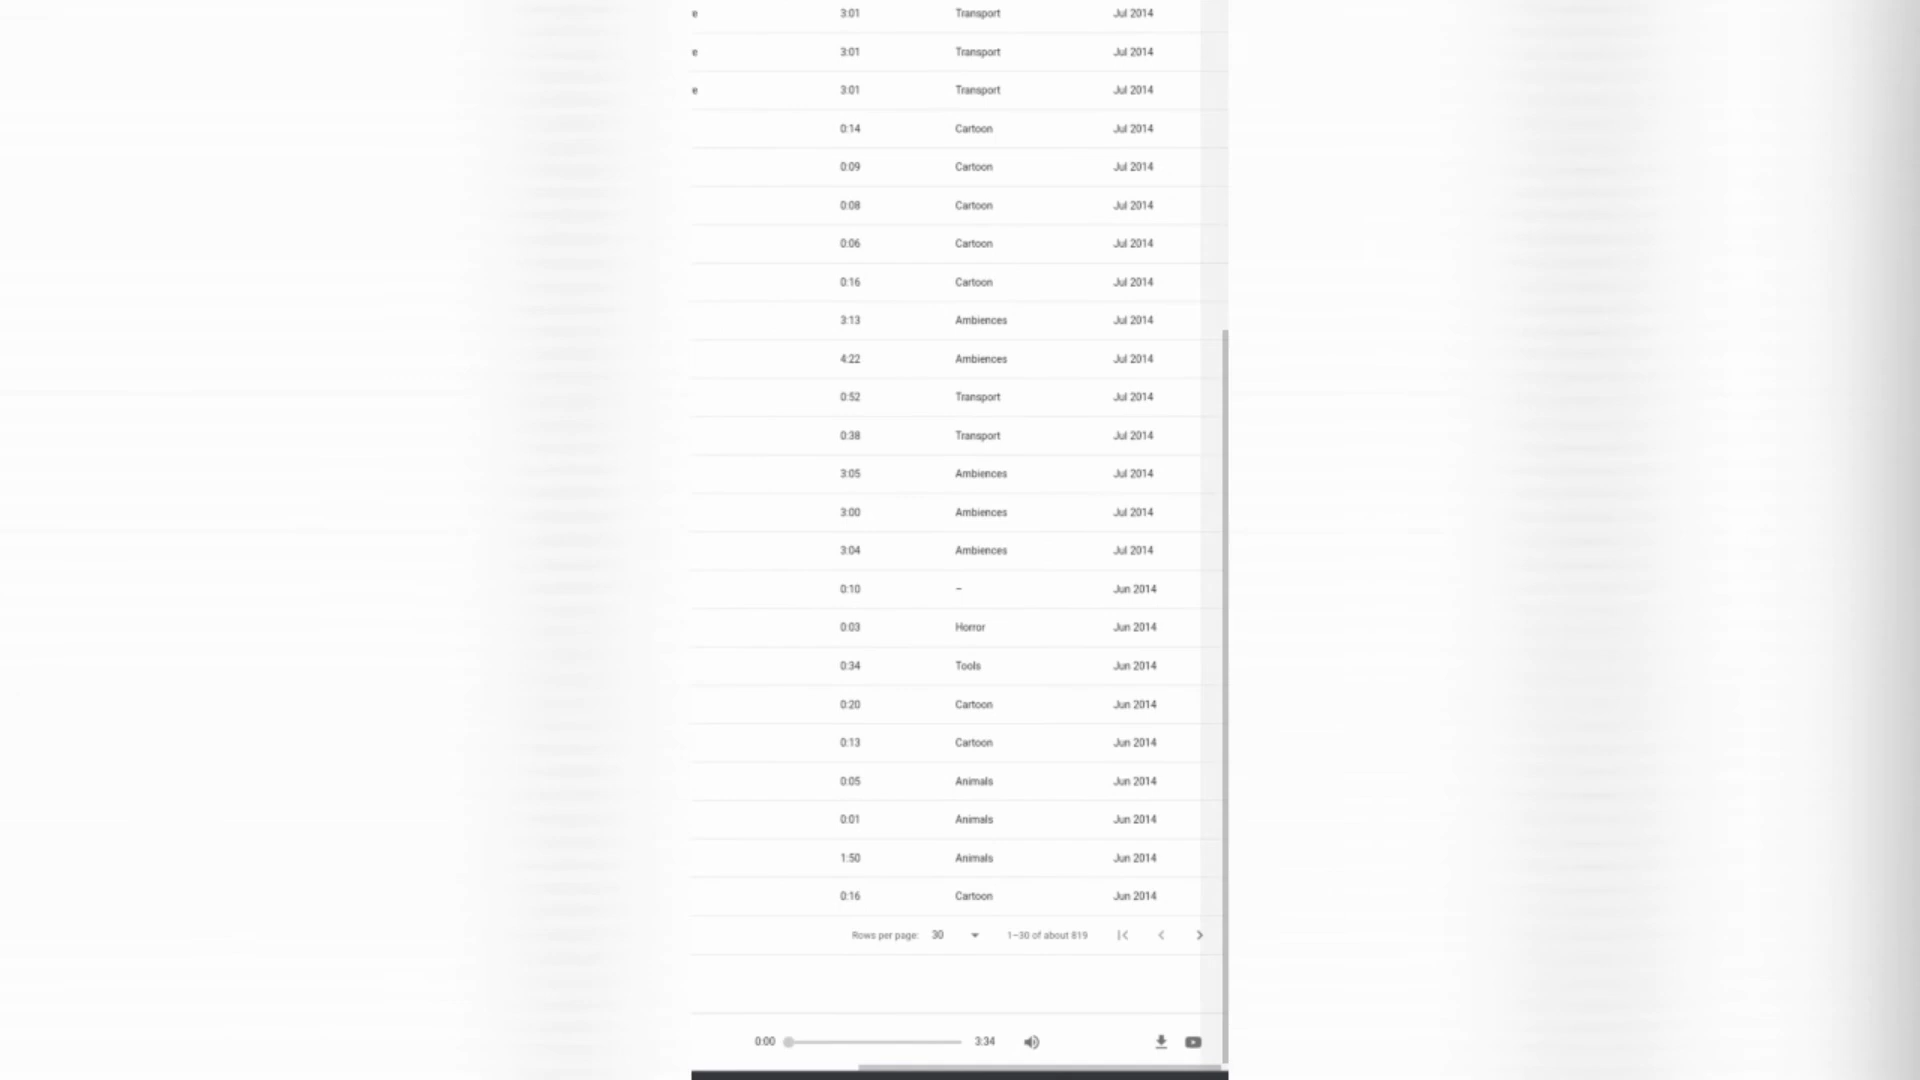 e 3:01 Transport Jul 2014
e 3:01 Transport Jul 2014
e 3:01 Transport Jul 2014
0:14 Cartoon Jul 2014
0:09 Cartoon Jul 2014
0:08 Cartoon Jul 2014
0:06 Cartoon Jul 2014
0:16 Cartoon Jul 2014
3:13 Ambiences Jul 2014
4:22 Ambiences Jul 2014
0:52 Transport Jul 2014
0:38 Transport Jul 2014
3:05 Ambiences Jul 2014
3:00 Ambiences Jul 2014
3:04 Ambiences Jul 2014
0:10 – Jun 2014
0:03 Horror Jun 2014
0:34 Tools Jun 2014
0:20 Cartoon Jun 2014
0:13 Cartoon Jun 2014
0:05 Animals Jun 2014
0:01 Animals Jun 2014
1:50 Animals Jun 2014
0:16 Cartoon Jun 2014
Rows per page: 30 1–30 of about 819
0:00 3:34